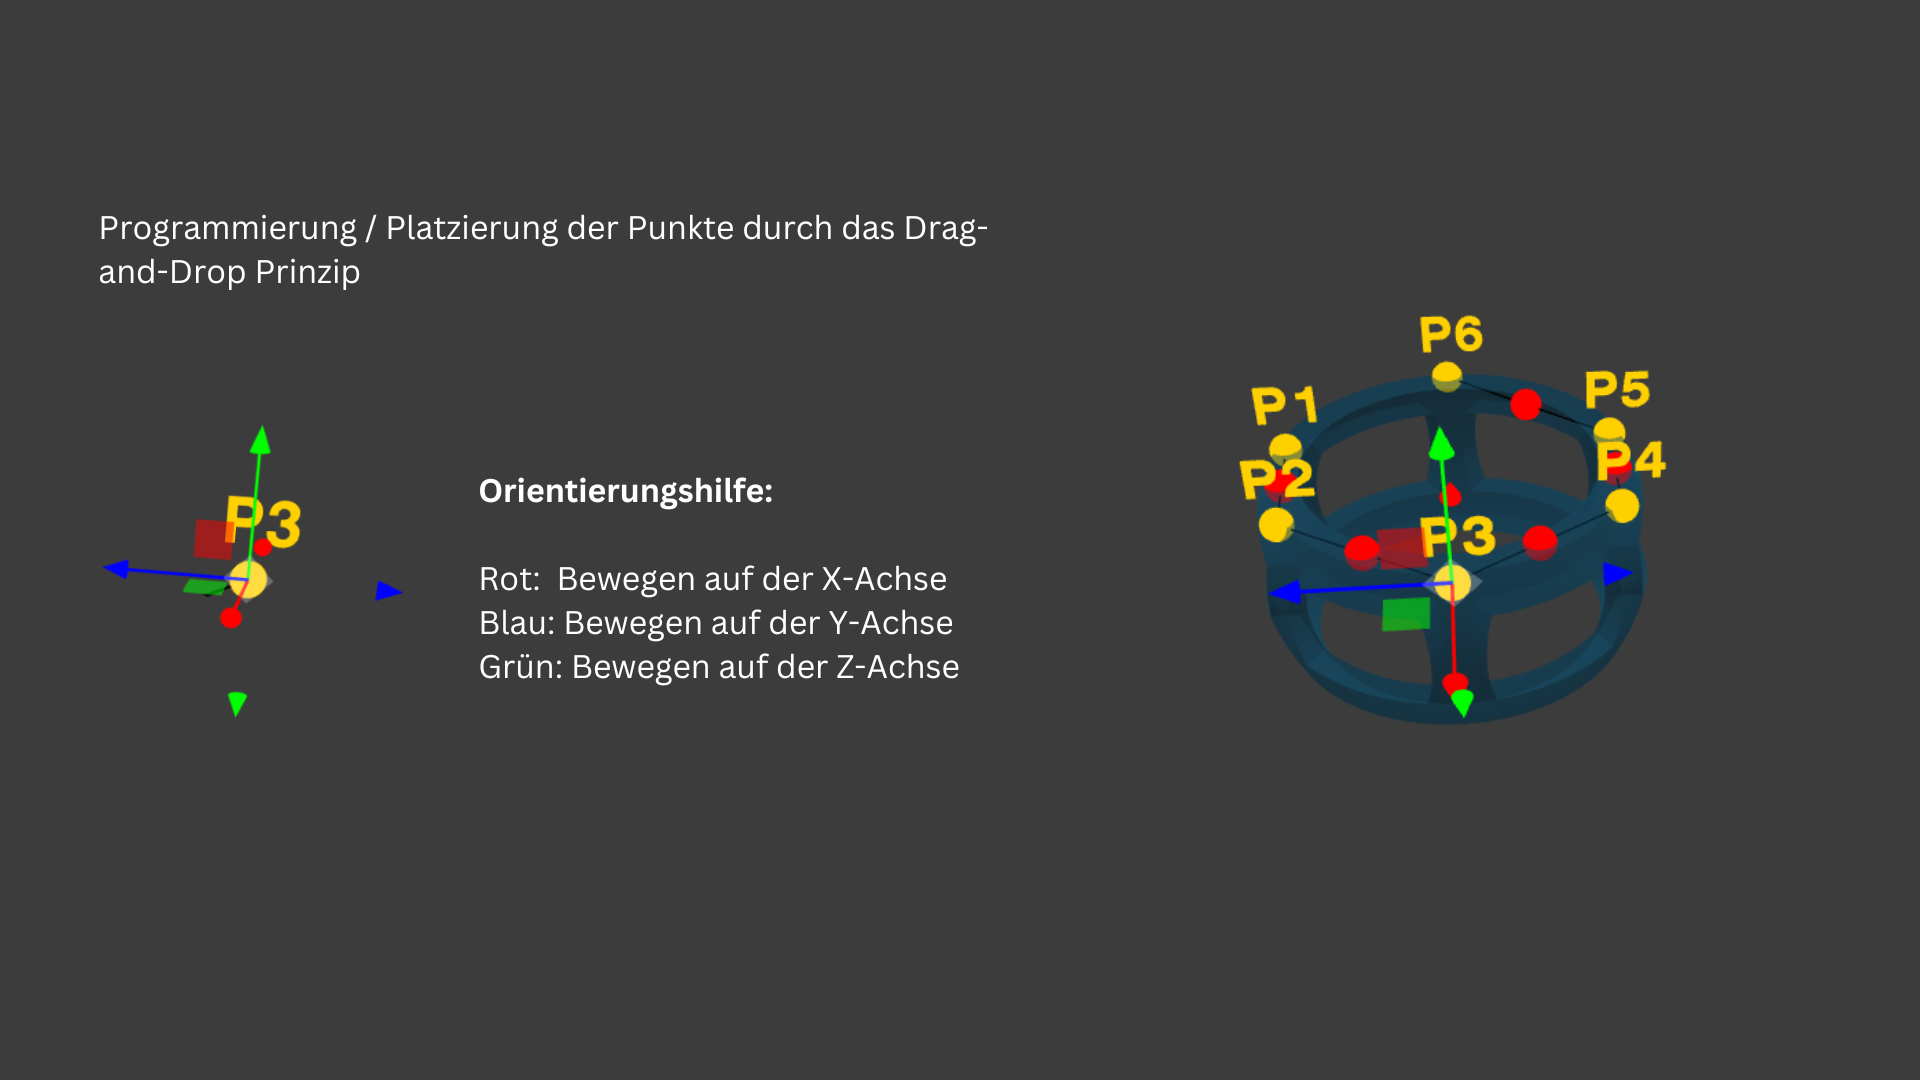 Programmierung / Platzierung der Punkte durch das Drag-
and-Drop Prinzip
P3
Orientierungshilfe:
Rot:  Bewegen auf der X-Achse
Blau: Bewegen auf der Y-Achse
Grün: Bewegen auf der Z-Achse
P6
P1
P5
P2
P4
P3